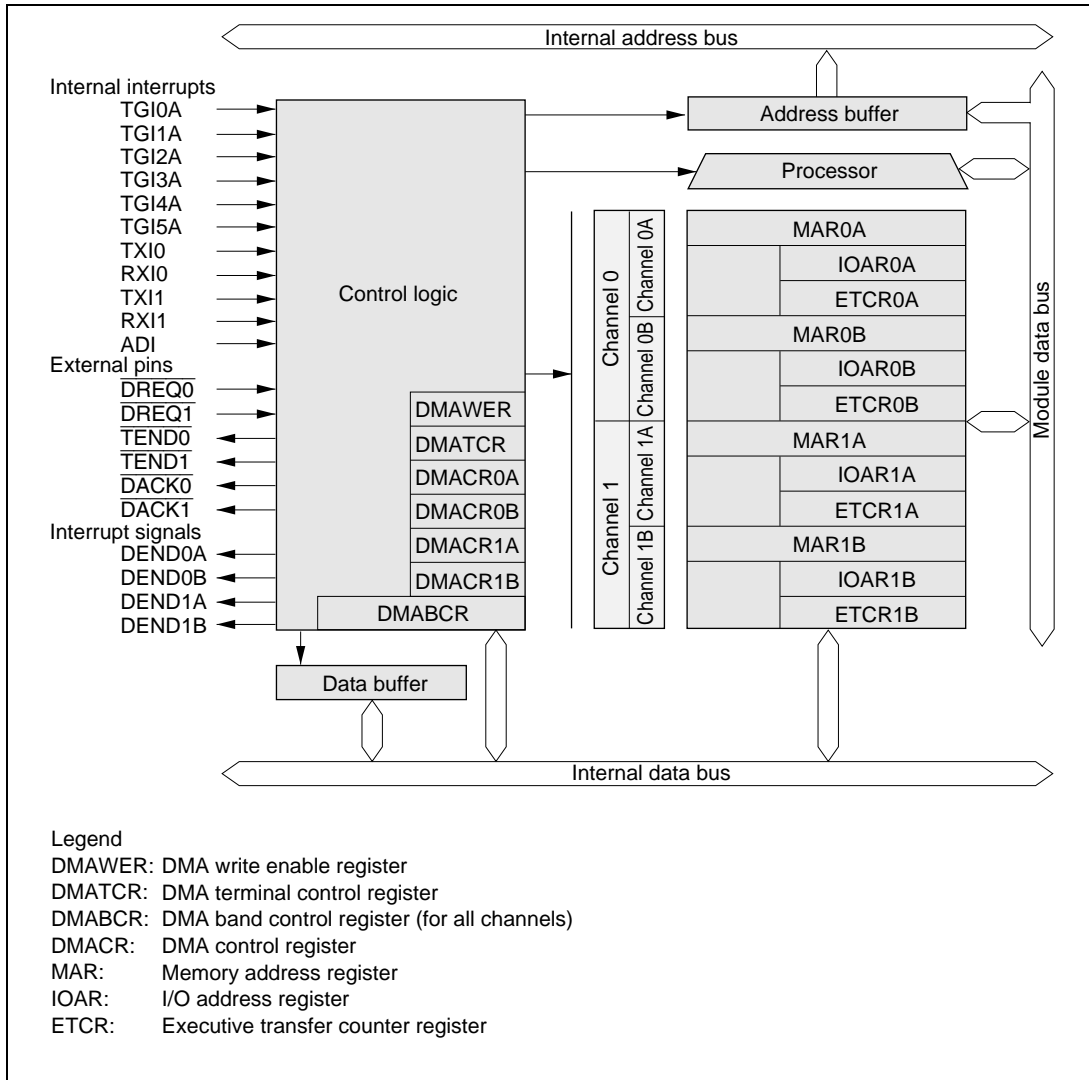 Internal address bus
Internal interrupts
TGI0A
TGI1A
TGI2A
TGI3A
TGI4A
TGI5A
TXI0
RXI0
TXI1
RXI1
ADI
External pins
DREQ0
DREQ1
TEND0
TEND1
DACK0
DACK1
Interrupt signals
DEND0A
DEND0B
DEND1A
DEND1B
Control logic
DMAWER
DMATCR
DMACR0A
DMACR0B
DMACR1A
DMACR1B
DMABCR
Data buffer
Address buffer
Processor
Channel 0
Channel 0A
Channel 0B
Channel 1
Channel 1A
Channel 1B
MAR0A
IOAR0A
ETCR0A
MAR0B
IOAR0B
ETCR0B
MAR1A
IOAR1A
ETCR1A
MAR1B
IOAR1B
ETCR1B
Module data bus
Internal data bus
Legend
DMAWER: DMA write enable register
DMATCR: DMA terminal control register
DMABCR: DMA band control register (for all channels)
DMACR: DMA control register
MAR: Memory address register
IOAR: I/O address register
ETCR: Executive transfer counter register